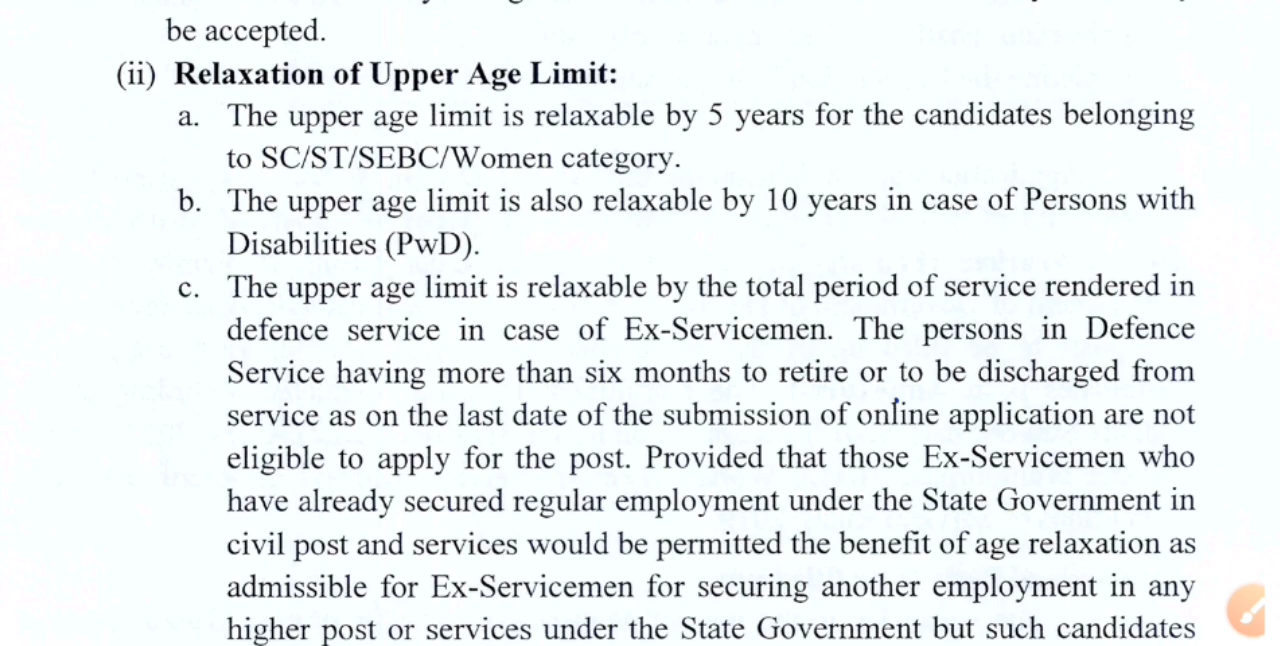 be accepted.
(ii) Relaxation of Upper Age Limit:
a. The upper age limit is relaxable by 5 years for the candidates belonging
to SC/ST/SEBC/Women category.
b. The upper age limit is also relaxable by 10 years in case of Persons with
Disabilities (PwD).
c. The upper age limit is relaxable by the total period of service rendered in
defence service in case of Ex-Servicemen. The persons in Defence
Service having more than six months to retire or to be discharged from
service as on the last date of the submission of online application are not
eligible to apply for the post. Provided that those Ex-Servicemen who
have already secured regular employment under the State Government in
civil post and services would be permitted the benefit of age relaxation as
admissible for Ex-Servicemen for securing another employment in any
higher post or services under the State Government but such candidates